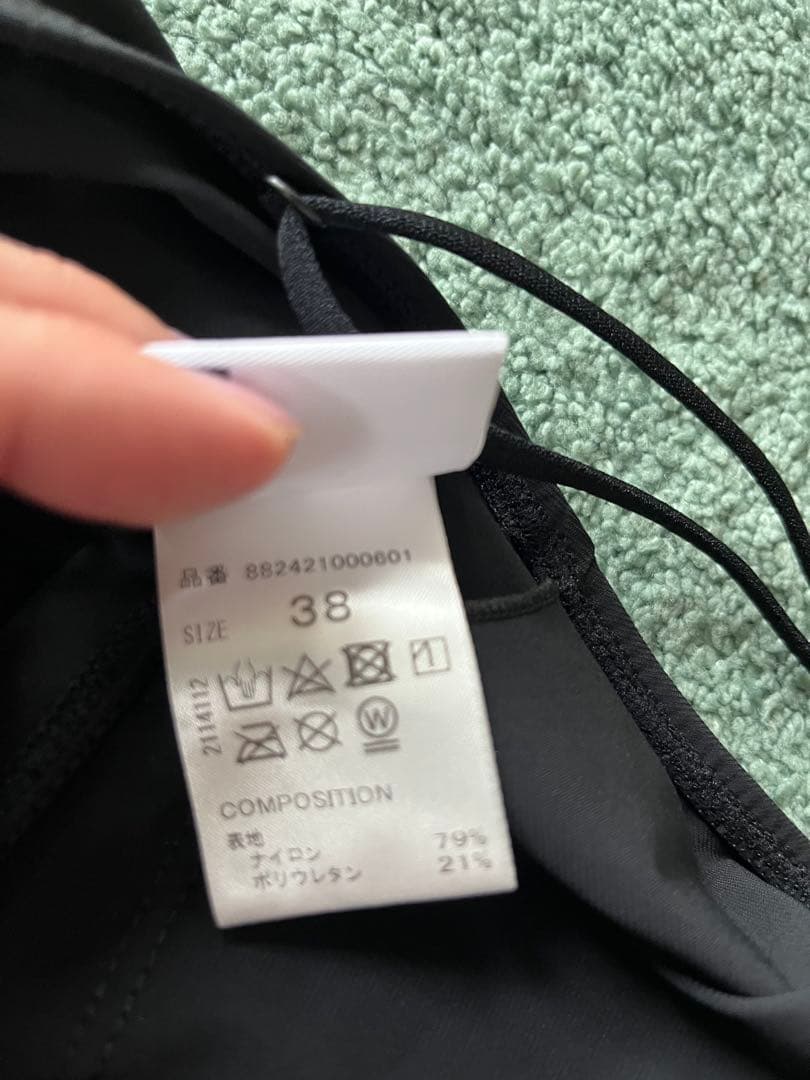 品番 882421000601
SIZE 38
2114112
W
COMPOSITION
表地
ナイロン 79%
ポリウレタン 21%